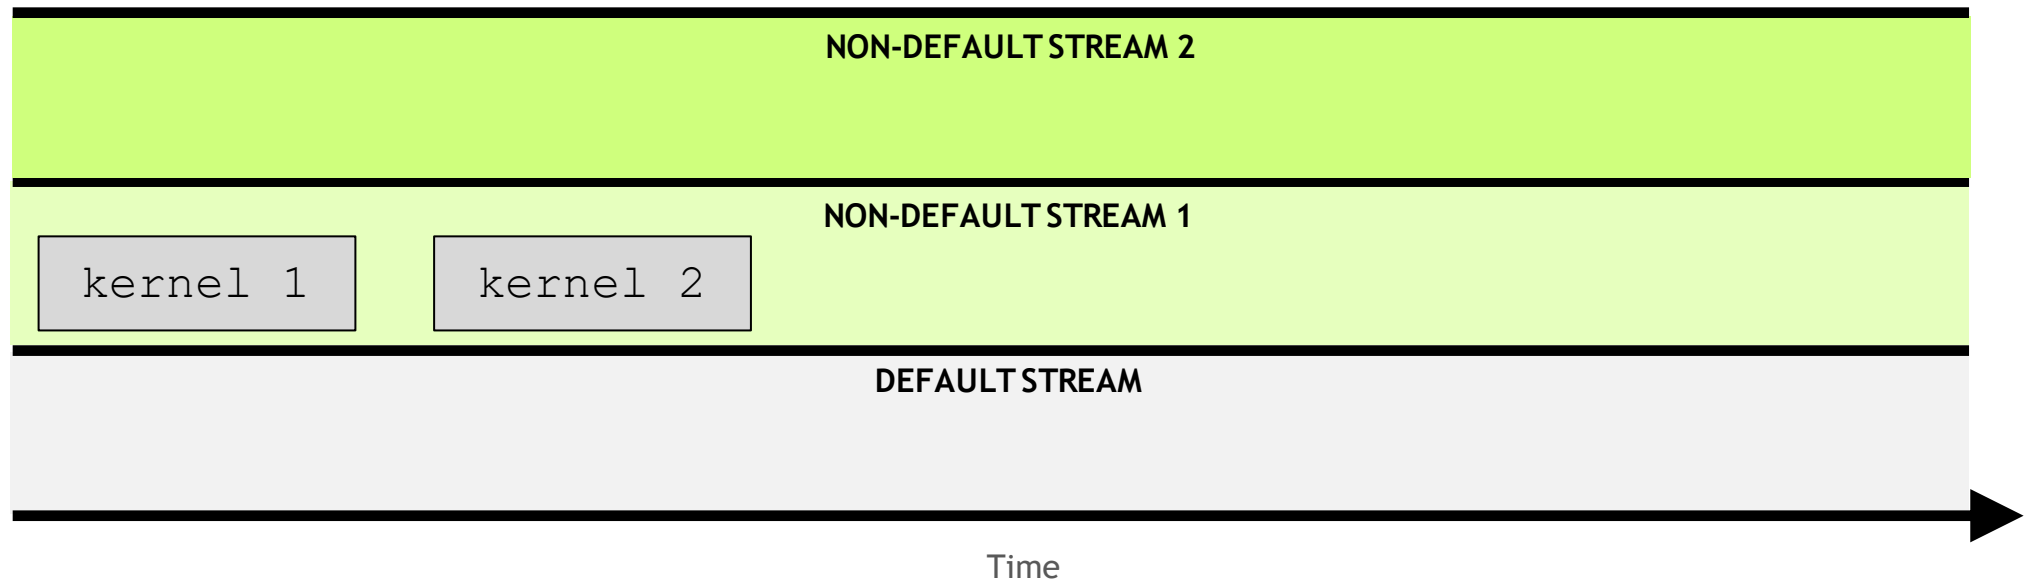 NON-DEFAULT STREAM 2
NON-DEFAULT STREAM 1
kernel 1
kernel 2
DEFAULT STREAM
Time